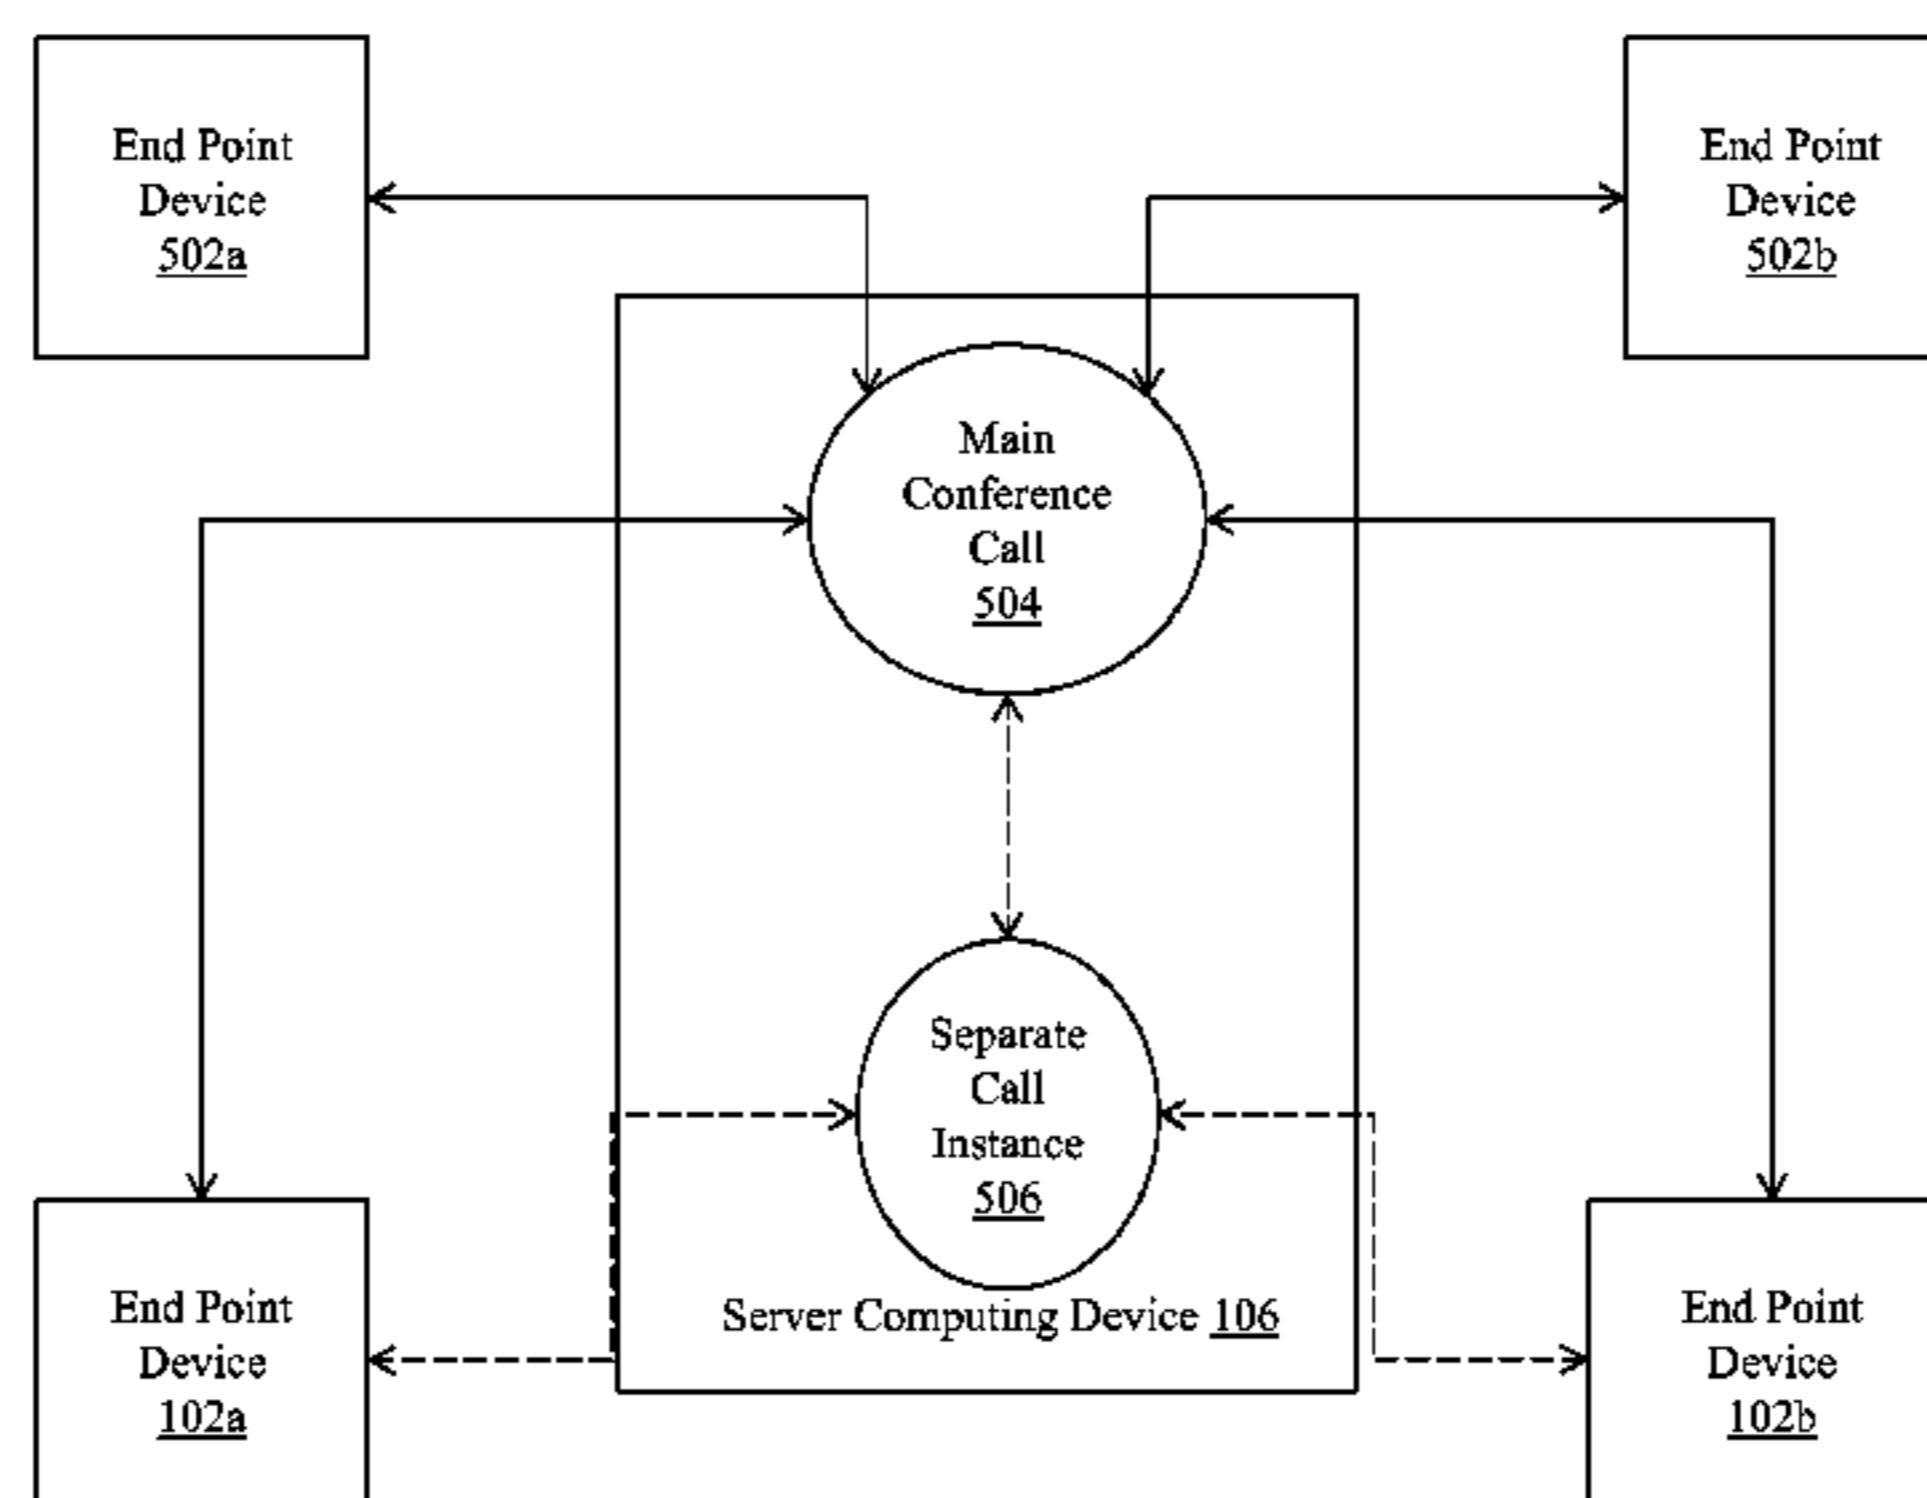 End Point
Device
502a
End Point
Device
502b
Main
Conference
Call
504
Separate
Call
Instance
506
Server Computing Device 106
End Point
Device
102a
End Point
Device
102b